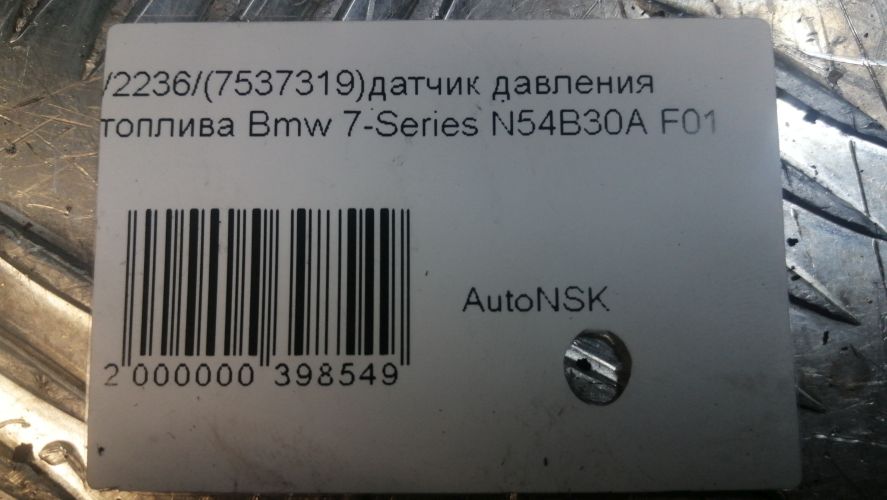 /2236/(7537319)датчик давления
топлива Bmw 7-Series N54B30A F01
AutoNSK
2 000000 398549